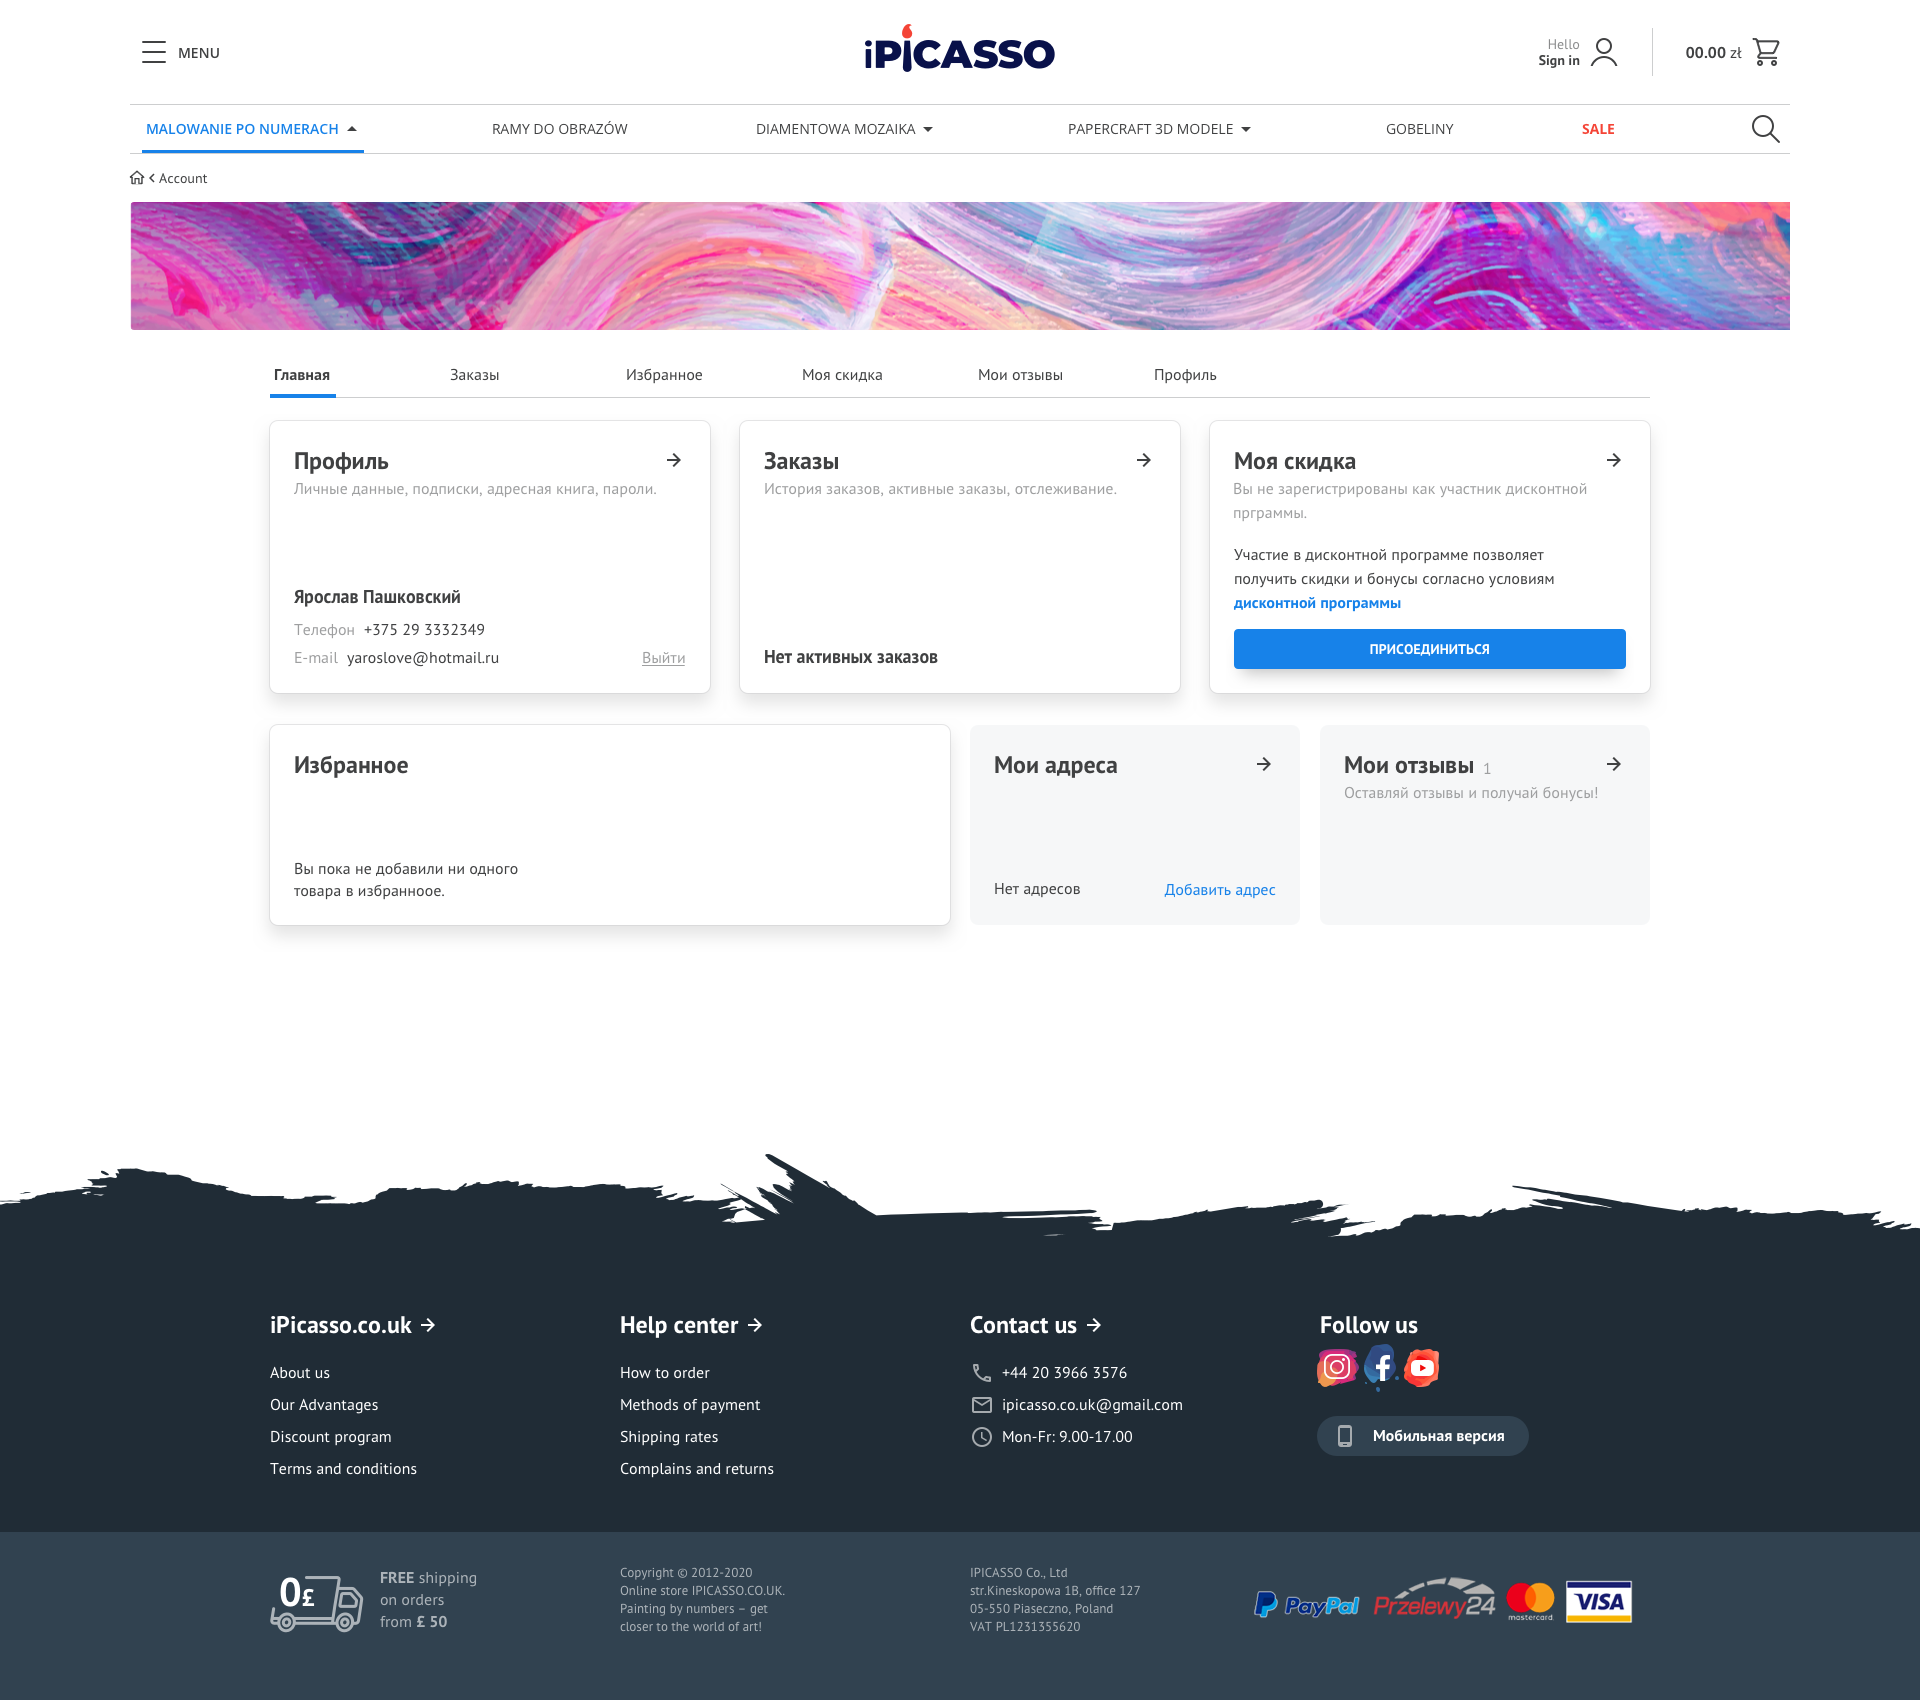 MENU
iPICASSO
Hello
Sign in
00.00 zł
MALOWANIE PO NUMERACH
RAMY DO OBRAZÓW
DIAMENTOWA MOZAIKA
PAPERCRAFT 3D MODELE
GOBELINY
SALE
Account
Главная
Заказы
Избранное
Моя скидка
Мои отзывы
Профиль
Профиль
Личные данные, подписки, адресная книга, пароли.
Ярослав Пашковский
Телефон +375 29 3332349
E-mail yaroslove@hotmail.ru
Выйти
Заказы
История заказов, активные заказы, отслеживание.
Нет активных заказов
Моя скидка
Вы не зарегистрированы как участник дисконтной
прграммы.
Участие в дисконтной программе позволяет
получить скидки и бонусы согласно условиям
дисконтной программы
ПРИСОЕДИНИТЬСЯ
Избранное
Вы пока не добавили ни одного
товара в избранноое.
Мои адреса
Нет адресов
Добавить адрес
Мои отзывы 1
Оставляй отзывы и получай бонусы!
iPicasso.co.uk
About us
Our Advantages
Discount program
Terms and conditions
Help center
How to order
Methods of payment
Shipping rates
Complains and returns
Contact us
+44 20 3966 3576
ipicasso.co.uk@gmail.com
Mon-Fr: 9.00-17.00
Follow us
Мобильная версия
0£
FREE shipping
on orders
from £ 50
Copyright © 2012-2020
Online store IPICASSO.CO.UK.
Painting by numbers – get
closer to the world of art!
IPICASSO Co., Ltd
str.Kineskopowa 1B, office 127
05-550 Piaseczno, Poland
VAT PL1231355620
PayPal
Przelewy24
mastercard
VISA